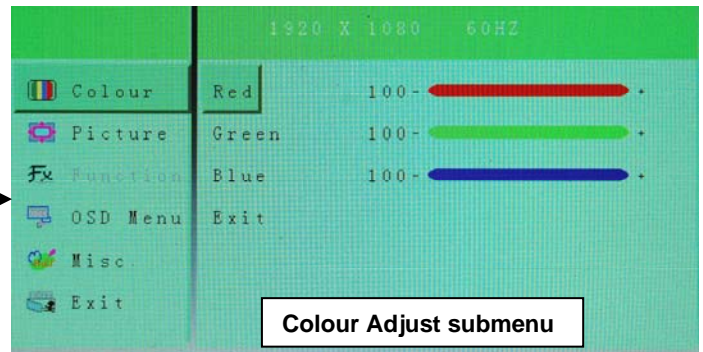 1920 X 1080 60HZ
Colour
Picture
Fx Function
OSD Menu
Misc.
Exit
Red 100 - +
Green 100 - +
Blue 100 - +
Exit
Colour Adjust submenu